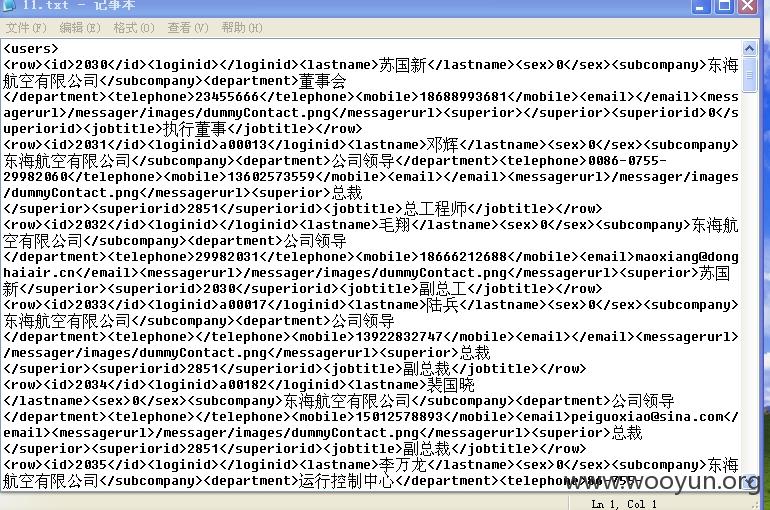 11.txt - 记事本
文件(F) 编辑(E) 格式(O) 查看(V) 帮助(H)
<users>
<row><id>2030</id><loginid></loginid><lastname>苏国新</lastname><sex>0</sex><subcompany>东海
航空有限公司</subcompany><department>董事会
</department><telephone>23455666</telephone><mobile>18688993681</mobile><email></email><mess
agerurl>/messager/images/dummyContact.png</messagerurl><superior></superior><superiorid>0</s
uperiorid><jobtitle>执行董事</jobtitle></row>
<row><id>2031</id><loginid>a00013</loginid><lastname>邓辉</lastname><sex>0</sex><subcompany>
东海航空有限公司</subcompany><department>公司领导</department><telephone>0086-0755-
29982060</telephone><mobile>13602573559</mobile><email></email><messagerurl>/messager/images
/dummyContact.png</messagerurl><superior>总裁
</superior><superiorid>2851</superiorid><jobtitle>总工程师</jobtitle></row>
<row><id>2032</id><loginid></loginid><lastname>毛翔</lastname><sex>0</sex><subcompany>东海航
空有限公司</subcompany><department>公司领导
</department><telephone>29982031</telephone><mobile>18666212688</mobile><email>maoxiang@dong
haiair.cn</email><messagerurl>/messager/images/dummyContact.png</messagerurl><superior>苏国
新</superior><superiorid>2030</superiorid><jobtitle>副总工</jobtitle></row>
<row><id>2033</id><loginid>a00017</loginid><lastname>陆兵</lastname><sex>0</sex><subcompany>
东海航空有限公司</subcompany><department>公司领导
</department><telephone></telephone><mobile>13922832747</mobile><email></email><messagerurl>
/messager/images/dummyContact.png</messagerurl><superior>总裁
</superior><superiorid>2851</superiorid><jobtitle>副总裁</jobtitle></row>
<row><id>2034</id><loginid>a00182</loginid><lastname>裴国晓
</lastname><sex>0</sex><subcompany>东海航空有限公司</subcompany><department>公司领导
</department><telephone></telephone><mobile>15012578893</mobile><email>peiguoxiao@sina.com</
email><messagerurl>/messager/images/dummyContact.png</messagerurl><superior>总裁
</superior><superiorid>2851</superiorid><jobtitle>副总裁</jobtitle></row>
<row><id>2035</id><loginid></loginid><lastname>李万龙</lastname><sex>0</sex><subcompany>东海
航空有限公司</subcompany><department>运行控制中心</department><telephone>86-755-
www.wooyun.org
Ln 1, Col 1